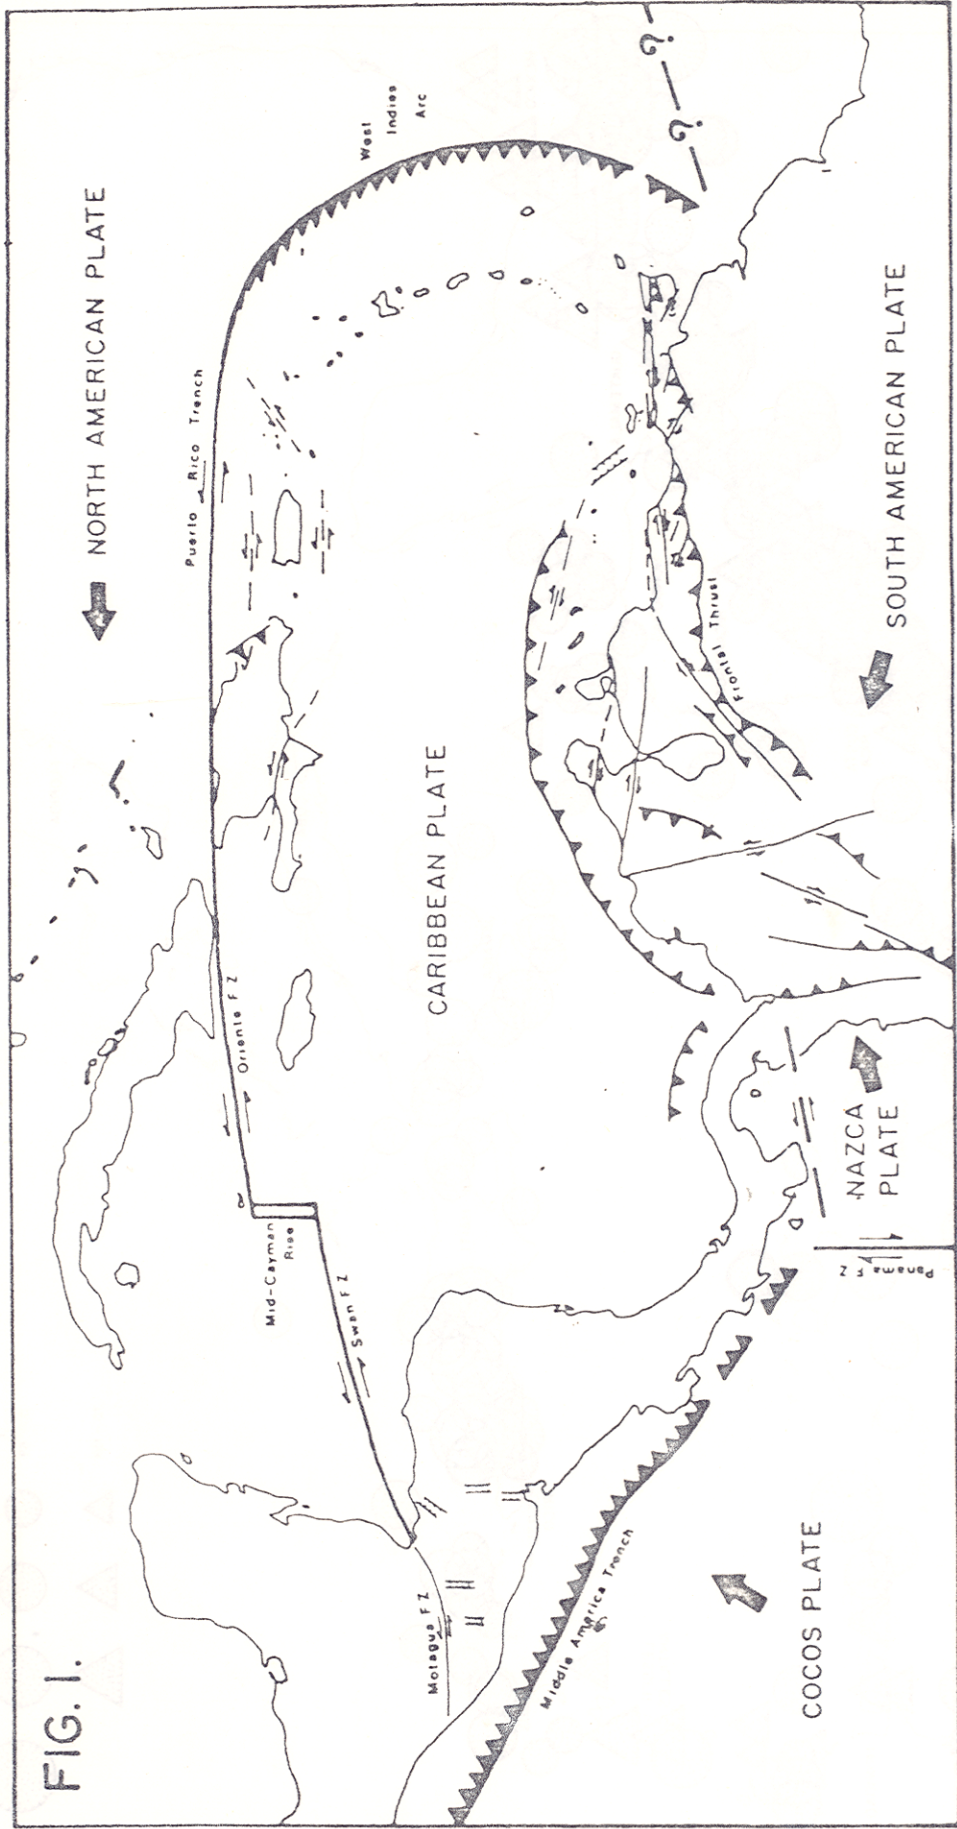 FIG. 1.
NORTH AMERICAN PLATE
Puerto Rico Trench
West
Indies
Arc
Oriente F Z
Mid-Cayman
Rise
Swan F Z
Motagua F Z
CARIBBEAN PLATE
Middle America Trench
COCOS PLATE
Panama F Z
NAZCA
PLATE
Frontal Thrust
SOUTH AMERICAN PLATE
?
?